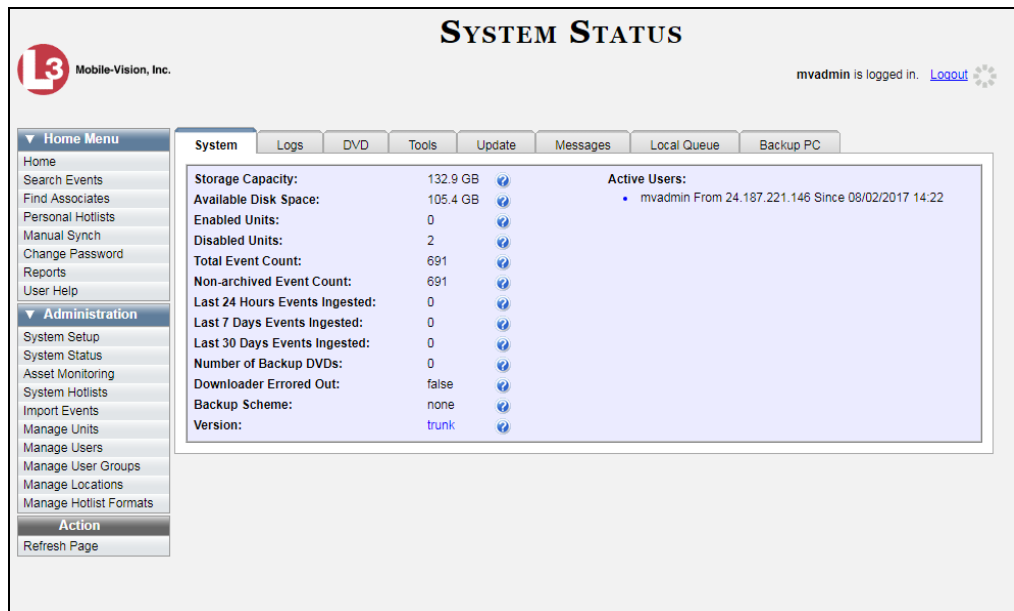 SYSTEM STATUS
L3 Mobile-Vision, Inc.
mvadmin is logged in. Logout
▼ Home Menu
Home
Search Events
Find Associates
Personal Hotlists
Manual Synch
Change Password
Reports
User Help
▼ Administration
System Setup
System Status
Asset Monitoring
System Hotlists
Import Events
Manage Units
Manage Users
Manage User Groups
Manage Locations
Manage Hotlist Formats
Action
Refresh Page
System Logs DVD Tools Update Messages Local Queue Backup PC
Storage Capacity: 132.9 GB ?
Available Disk Space: 105.4 GB ?
Enabled Units: 0 ?
Disabled Units: 2 ?
Total Event Count: 691 ?
Non-archived Event Count: 691 ?
Last 24 Hours Events Ingested: 0 ?
Last 7 Days Events Ingested: 0 ?
Last 30 Days Events Ingested: 0 ?
Number of Backup DVDs: 0 ?
Downloader Errored Out: false ?
Backup Scheme: none ?
Version: trunk ?
Active Users:
• mvadmin From 24.187.221.146 Since 08/02/2017 14:22